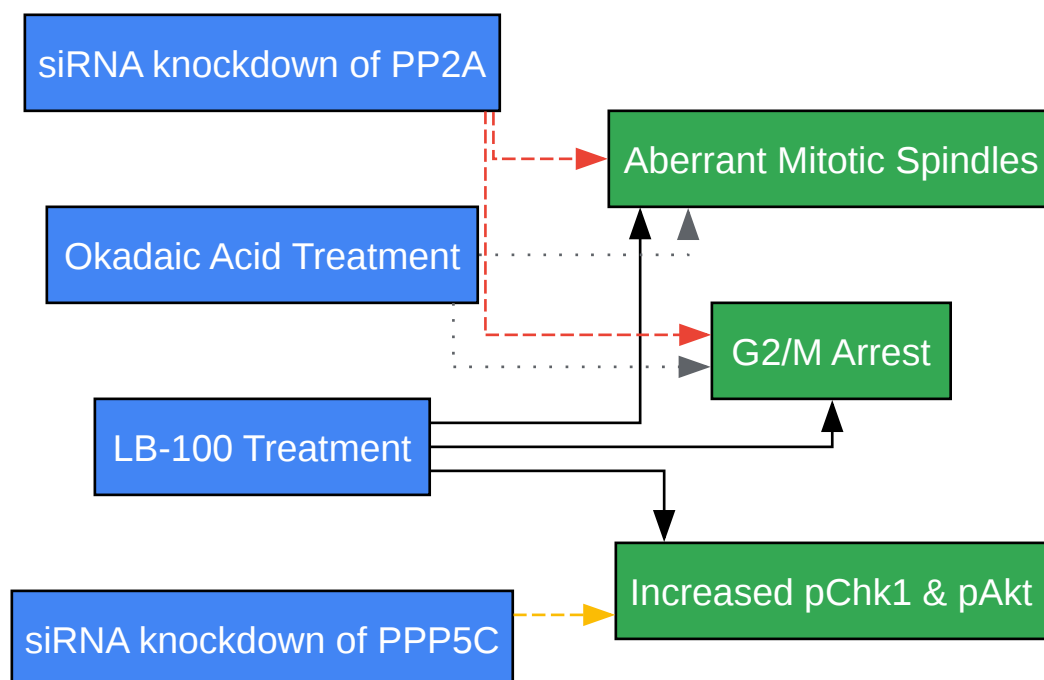 siRNA knockdown of PP2A
Aberrant Mitotic Spindles
Okadaic Acid Treatment
G2/M Arrest
LB-100 Treatment
Increased pChk1 & pAkt
siRNA knockdown of PPP5C